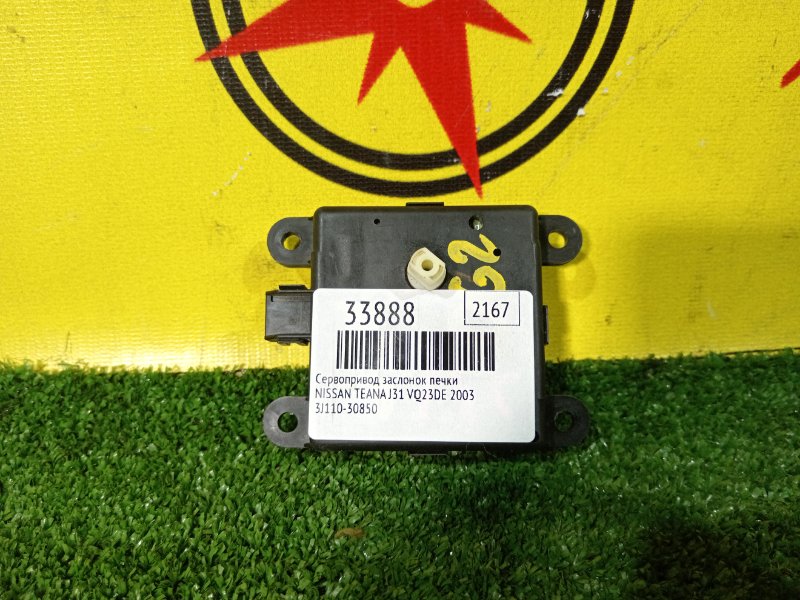 33888
2167
Сервопривод заслонок печки
NISSAN TEANA J31 VQ23DE 2003
3J110-30850